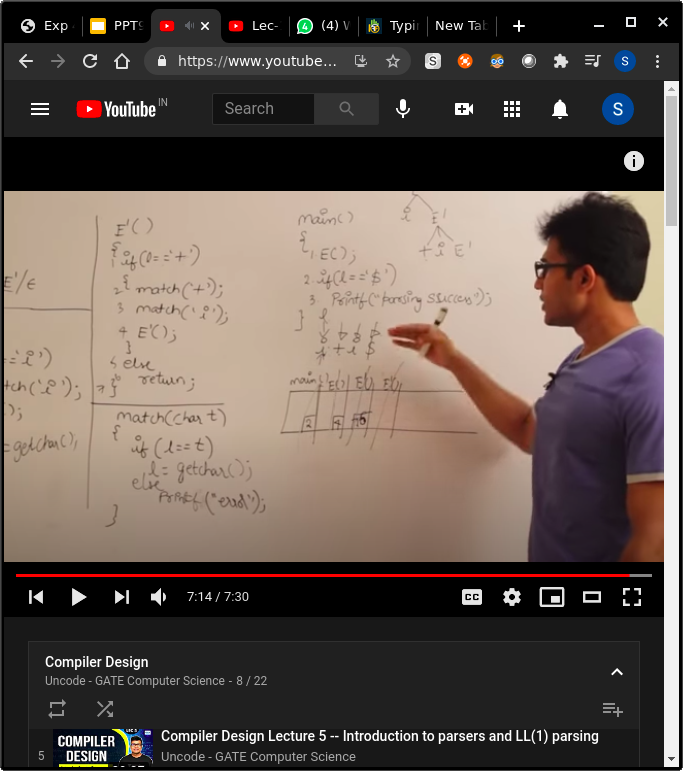 Exp
PPT9
Lec-
(4) W
Typin
New Tab
https://www.youtube...
S
S
YouTube IN
Search
S
E'()
{
1 if(l=='+')
2 { match('+');
3 match('i');
4 E'();
}
else
return;
}
match(char t)
{
if (l==t)
l = getchar();
else
printf("error");
}
E'/ε
=='i')
tch('i');
);
=getchar();
main()
{
1 E();
2 if(l=='$')
3 Printf("parsing success");
}
i E'
+ i E'
+ i $
main() E() E'() E'()
2 4
7:14 / 7:30
CC
Compiler Design
Uncode - GATE Computer Science - 8 / 22
5
COMPILER
DESIGN
Compiler Design Lecture 5 -- Introduction to parsers and LL(1) parsing
Uncode - GATE Computer Science